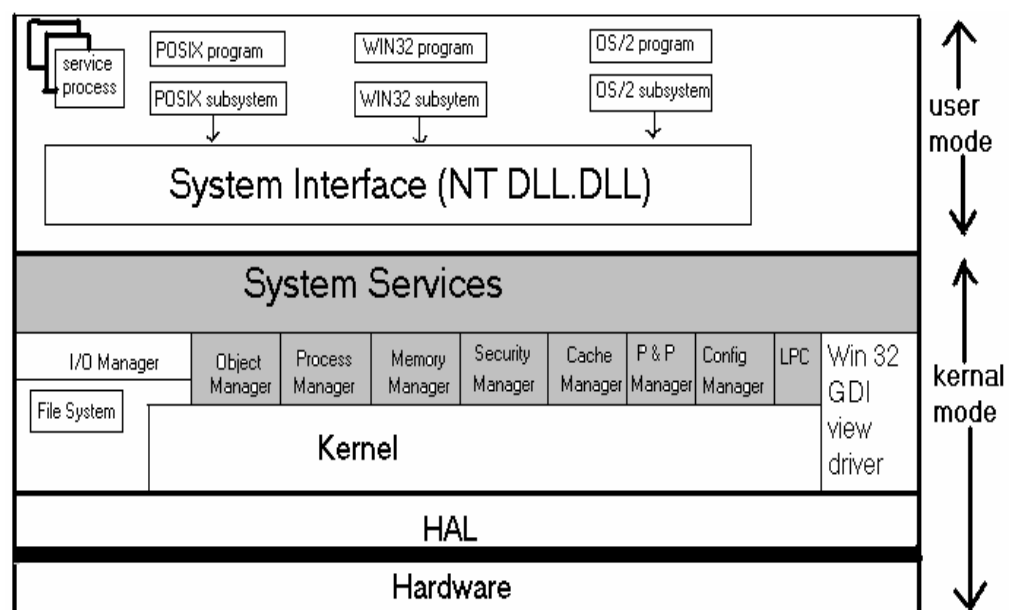 service
process
POSIX program
POSIX subsystem
WIN32 program
WIN32 subsytem
OS/2 program
OS/2 subsystem
System Interface (NT DLL.DLL)
user
mode
System Services
I/O Manager
File System
Object
Manager
Process
Manager
Memory
Manager
Security
Manager
Cache
Manager
P & P
Manager
Config
Manager
LPC
Win 32
GDI
view
driver
Kernel
kernal
mode
HAL
Hardware